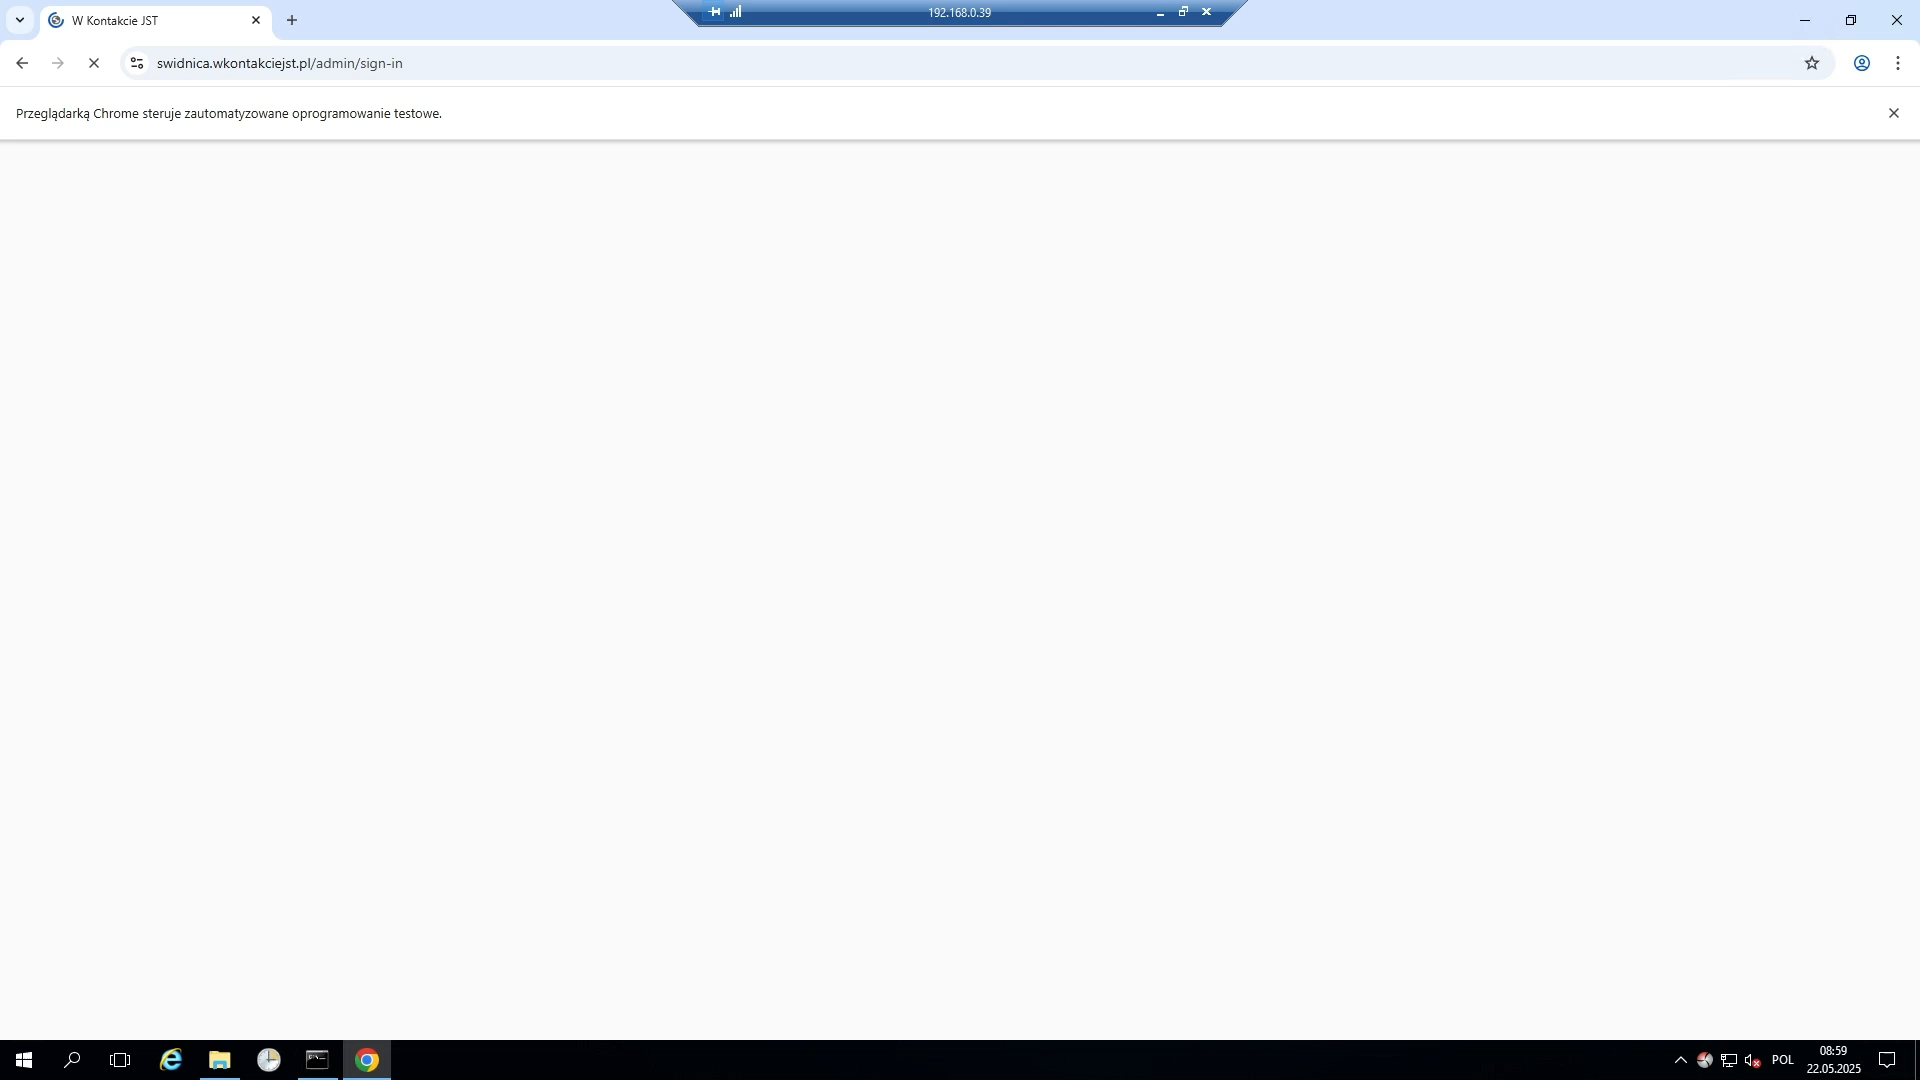 W Kontakcie JST
192.168.0.39
swidnica.wkontakciejst.pl/admin/sign-in
Przeglądarką Chrome steruje zautomatyzowane oprogramowanie testowe.
POL
08:59
22.05.2025